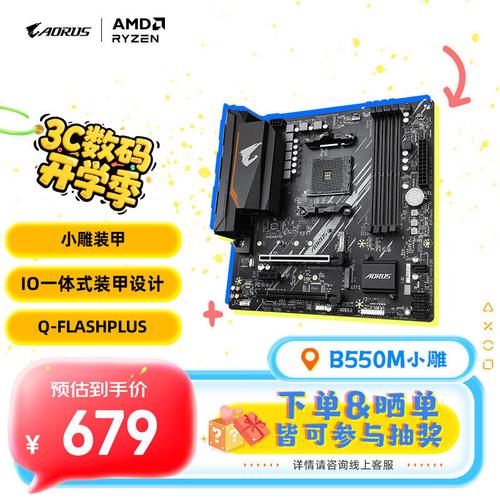 AORUS
AMD
RYZEN
3C数码
开学季
小雕装甲
IO一体式装甲设计
Q-FLASHPLUS
AORUS
B550M小雕
预估到手价
¥ 679
下单&晒单
皆可参与抽奖
详情请咨询线上客服